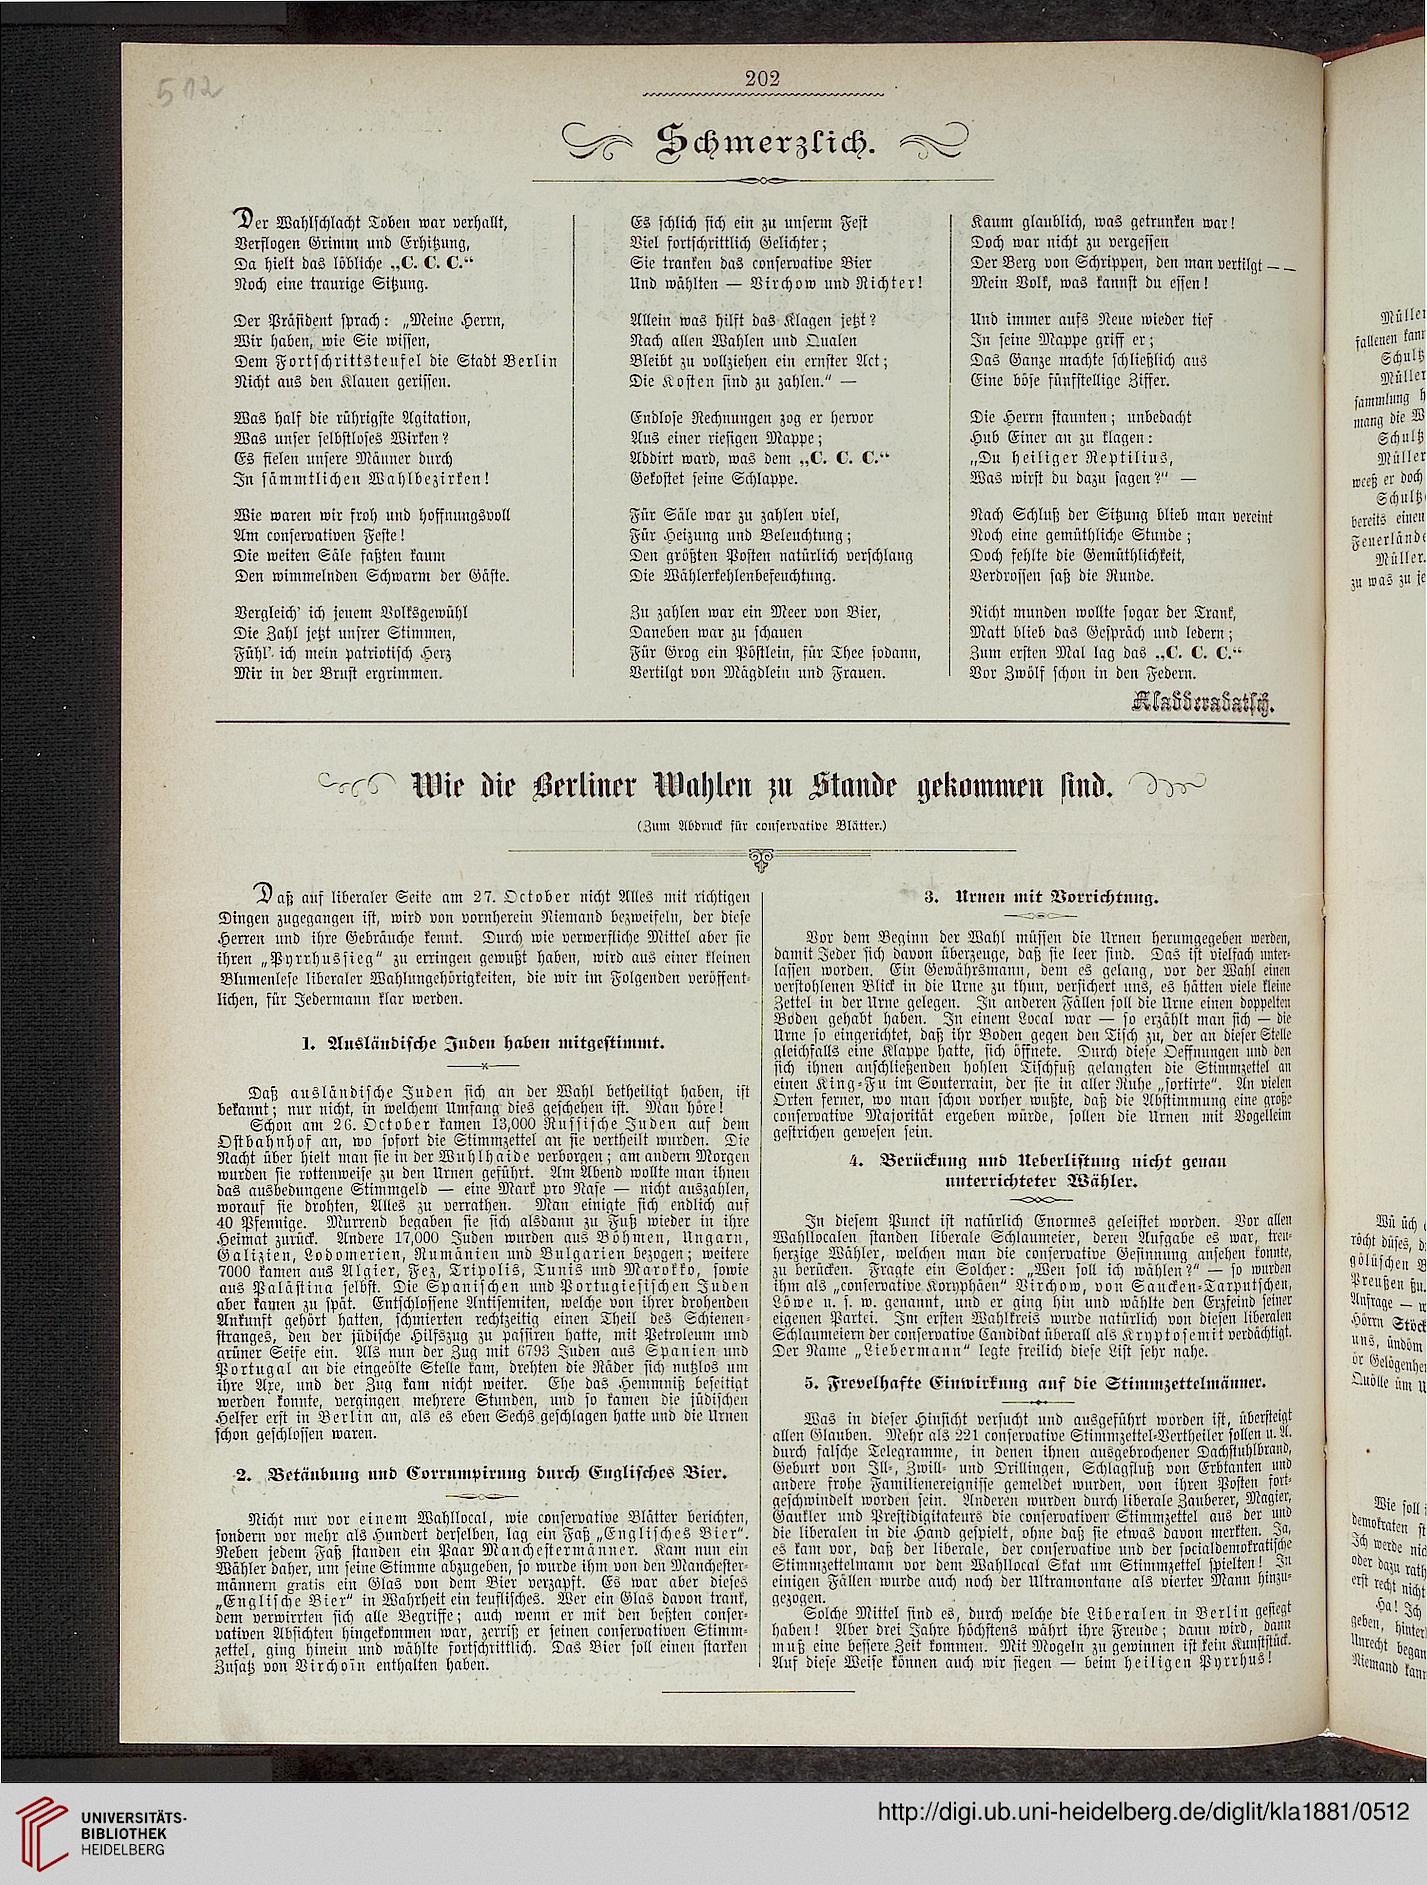 512
202
Schmerzlich.
Der Wahlschlacht Toben war verhallt,
Verflogen Grimm und Erhitzung,
Da hielt das löbliche „C. C. C.“
Noch eine traurige Sitzung.
Der Präsident sprach: „Meine Herrn,
Wir haben, wie Sie wissen,
Dem Fortschrittsteufel die Stadt Berlin
Nicht aus den Klauen gerissen.
Was half die rührigste Agitation,
Was unser selbstloses Wirken?
Es fielen unsere Männer durch
In sämmtlichen Wahlbezirken!
Wie waren wir froh und hoffnungsvoll
Am conservativen Feste!
Die weiten Säle faßten kaum
Den wimmelnden Schwarm der Gäste.
Vergleich' ich jenem Volksgewühl
Die Zahl jetzt unsrer Stimmen,
Fühl' ich mein patriotisch Herz
Mir in der Brust ergrimmen.
Es schlich sich ein zu unserm Fest
Viel fortschrittlich Gelichter;
Sie tranken das conservative Bier
Und wählten — Virchow und Richter!
Allein was hilft das Klagen jetzt?
Nach allen Wahlen und Qualen
Bleibt zu vollziehen ein ernster Act;
Die Kosten sind zu zahlen.“ —
Endlose Rechnungen zog er hervor
Aus einer riesigen Mappe;
Addirt ward, was dem „C. C. C.“
Gekostet seine Schlappe.
Für Säle war zu zahlen viel,
Für Heizung und Beleuchtung;
Den größten Posten natürlich verschlang
Die Wählerkehlenbefeuchtung.
Zu zahlen war ein Meer von Bier,
Daneben war zu schauen
Für Grog ein Pöstlein, für Thee sodann,
Vertilgt von Mägdlein und Frauen.
Kaum glaublich, was getrunken war!
Doch war nicht zu vergessen
Der Berg von Schrippen, den man vertilgt — —
Mein Volk, was kannst du essen!
Und immer aufs Neue wieder tief
In seine Mappe griff er;
Das Ganze machte schließlich aus
Eine böse fünfstellige Ziffer.
Die Herrn staunten; unbedacht
Hub Einer an zu klagen:
„Du heiliger Reptilius,
Was wirst du dazu sagen?“ —
Nach Schluß der Sitzung blieb man vereint
Noch eine gemüthliche Stunde;
Doch fehlte die Gemüthlichkeit,
Verdrossen saß die Runde.
Nicht munden wollte sogar der Trank,
Matt blieb das Gespräch und ledern;
Zum ersten Mal lag das „C. C. C.“
Vor Zwölf schon in den Federn.
Kladderadatsch.
Wie die Berliner Wahlen zu Stande gekommen sind.
(Zum Abdruck für conservative Blätter.)
Daß auf liberaler Seite am 27. October nicht Alles mit richtigen
Dingen zugegangen ist, wird von vornherein Niemand bezweifeln, der diese
Herren und ihre Gebräuche kennt. Durch wie verwerfliche Mittel aber sie
ihren „Pyrrhussieg“ zu erringen gewußt haben, wird aus einer kleinen
Blumenlese liberaler Wahlungehörigkeiten, die wir im Folgenden veröffent-
lichen, für Jedermann klar werden.
1. Ausländische Juden haben mitgestimmt.
Daß ausländische Juden sich an der Wahl betheiligt haben, ist
bekannt; nur nicht, in welchem Umfang dies geschehen ist. Man höre!
Schon am 26. October kamen 13,000 Russische Juden auf dem
Ostbahnhof an, wo sofort die Stimmzettel an sie vertheilt wurden. Die
Nacht über hielt man sie in der Wuhlhaide verborgen; am andern Morgen
wurden sie rottenweise zu den Urnen geführt. Am Abend wollte man ihnen
das ausbedungene Stimmgeld — eine Mark pro Nase — nicht auszahlen,
worauf sie drohten, Alles zu verrathen. Man einigte sich endlich auf
40 Pfennige. Murrend begaben sie sich alsdann zu Fuß wieder in ihre
Heimat zurück. Andere 17,000 Juden wurden aus Böhmen, Ungarn,
Galizien, Lodomerien, Rumänien und Bulgarien bezogen; weitere
7000 kamen aus Algier, Fez, Tripolis, Tunis und Marokko, sowie
aus Palästina selbst. Die Spanischen und Portugiesischen Juden
aber kamen zu spät. Entschlossene Antisemiten, welche von ihrer drohenden
Ankunft gehört hatten, schmierten rechtzeitig einen Theil des Schienen-
stranges, den der jüdische Hilfszug zu passiren hatte, mit Petroleum und
grüner Seife ein. Als nun der Zug mit 6793 Juden aus Spanien und
Portugal an die eingeölte Stelle kam, drehten die Räder sich nutzlos um
ihre Axe, und der Zug kam nicht weiter. Ehe das Hemmniß beseitigt
werden konnte, vergingen mehrere Stunden, und so kamen die jüdischen
Helfer erst in Berlin an, als es eben Sechs geschlagen hatte und die Urnen
schon geschlossen waren.
2. Betäubung und Corrumpirung durch Englisches Bier.
Nicht nur vor einem Wahllocal, wie conservative Blätter berichten,
sondern vor mehr als Hundert derselben, lag ein Faß „Englisches Bier“.
Neben jedem Faß standen ein Paar Manchestermänner. Kam nun ein
Wähler daher, um seine Stimme abzugeben, so wurde ihm von den Manchester-
männern gratis ein Glas von dem Bier verzapft. Es war aber dieses
„Englische Bier“ in Wahrheit ein teuflisches. Wer ein Glas davon trank,
dem verwirrten sich alle Begriffe; auch wenn er mit den beßten conser-
vativen Absichten hingekommen war, zerriß er seinen conservativen Stimm-
zettel, ging hinein und wählte fortschrittlich. Das Bier soll einen starken
Zusatz von Virchoin enthalten haben.
3. Urnen mit Vorrichtung.
Vor dem Beginn der Wahl müssen die Urnen herumgegeben werden,
damit Jeder sich davon überzeuge, daß sie leer sind. Das ist vielfach unter-
lassen worden. Ein Gewährsmann, dem es gelang, vor der Wahl einen
verstohlenen Blick in die Urne zu thun, versichert uns, es hätten viele kleine
Zettel in der Urne gelegen. In anderen Fällen soll die Urne einen doppelten
Boden gehabt haben. In einem Local war — so erzählt man sich — die
Urne so eingerichtet, daß ihr Boden gegen den Tisch zu, der an dieser Stelle
gleichfalls eine Klappe hatte, sich öffnete. Durch diese Oeffnungen und den
sich ihnen anschließenden hohlen Tischfuß gelangten die Stimmzettel an
einen King-Fu im Souterrain, der sie in aller Ruhe „sortirte“. An vielen
Orten ferner, wo man schon vorher wußte, daß die Abstimmung eine große
conservative Majorität ergeben würde, sollen die Urnen mit Vogelleim
gestrichen gewesen sein.
4. Berückung und Ueberlistung nicht genau
unterrichteter Wähler.
In diesem Punct ist natürlich Enormes geleistet worden. Vor allen
Wahllocalen standen liberale Schlaumeier, deren Aufgabe es war, treu-
herzige Wähler, welchen man die conservative Gesinnung ansehen konnte,
zu berücken. Fragte ein Solcher: „Wen soll ich wählen?“ — so wurden
ihm als „conservative Koryphäen“ Virchow, von Saucken-Tarputschen,
Löwe u. s. w. genannt, und er ging hin und wählte den Erzfeind seiner
eigenen Partei. Im ersten Wahlkreis wurde natürlich von diesen liberalen
Schlaumeiern der conservative Candidat überall als Kryptosemit verdächtigt.
Der Name „Liebermann“ legte freilich diese List sehr nahe.
5. Frevelhafte Einwirkung auf die Stimmzettelmänner.
Was in dieser Hinsicht versucht und ausgeführt worden ist, übersteigt
allen Glauben. Mehr als 221 conservative Stimmzettel-Vertheiler sollen u. A.
durch falsche Telegramme, in denen ihnen ausgebrochener Dachstuhlbrand,
Geburt von Ill-, Zwill- und Drillingen, Schlagfluß von Erbtanten und
andere frohe Familienereignisse gemeldet wurden, von ihren Posten fort-
geschwindelt worden sein. Anderen wurden durch liberale Zauberer, Magier,
Gaukler und Prestidigitateurs die conservativen Stimmzettel aus der und
die liberalen in die Hand gespielt, ohne daß sie etwas davon merkten. Ja,
es kam vor, daß der liberale, der conservative und der socialdemokratische
Stimmzettelmann vor dem Wahllocal Skat um Stimmzettel spielten! In
einigen Fällen wurde auch noch der Ultramontane als vierter Mann hinzu-
gezogen.
Solche Mittel sind es, durch welche die Liberalen in Berlin gesiegt
haben! Aber drei Jahre höchstens währt ihre Freude; dann wird, dann
muß eine bessere Zeit kommen. Mit Mogeln zu gewinnen ist kein Kunststück.
Auf diese Weise können auch wir siegen — beim heiligen Pyrrhus!
UNIVERSITÄTS-
BIBLIOTHEK
HEIDELBERG
http://digi.ub.uni-heidelberg.de/diglit/kla1881/0512